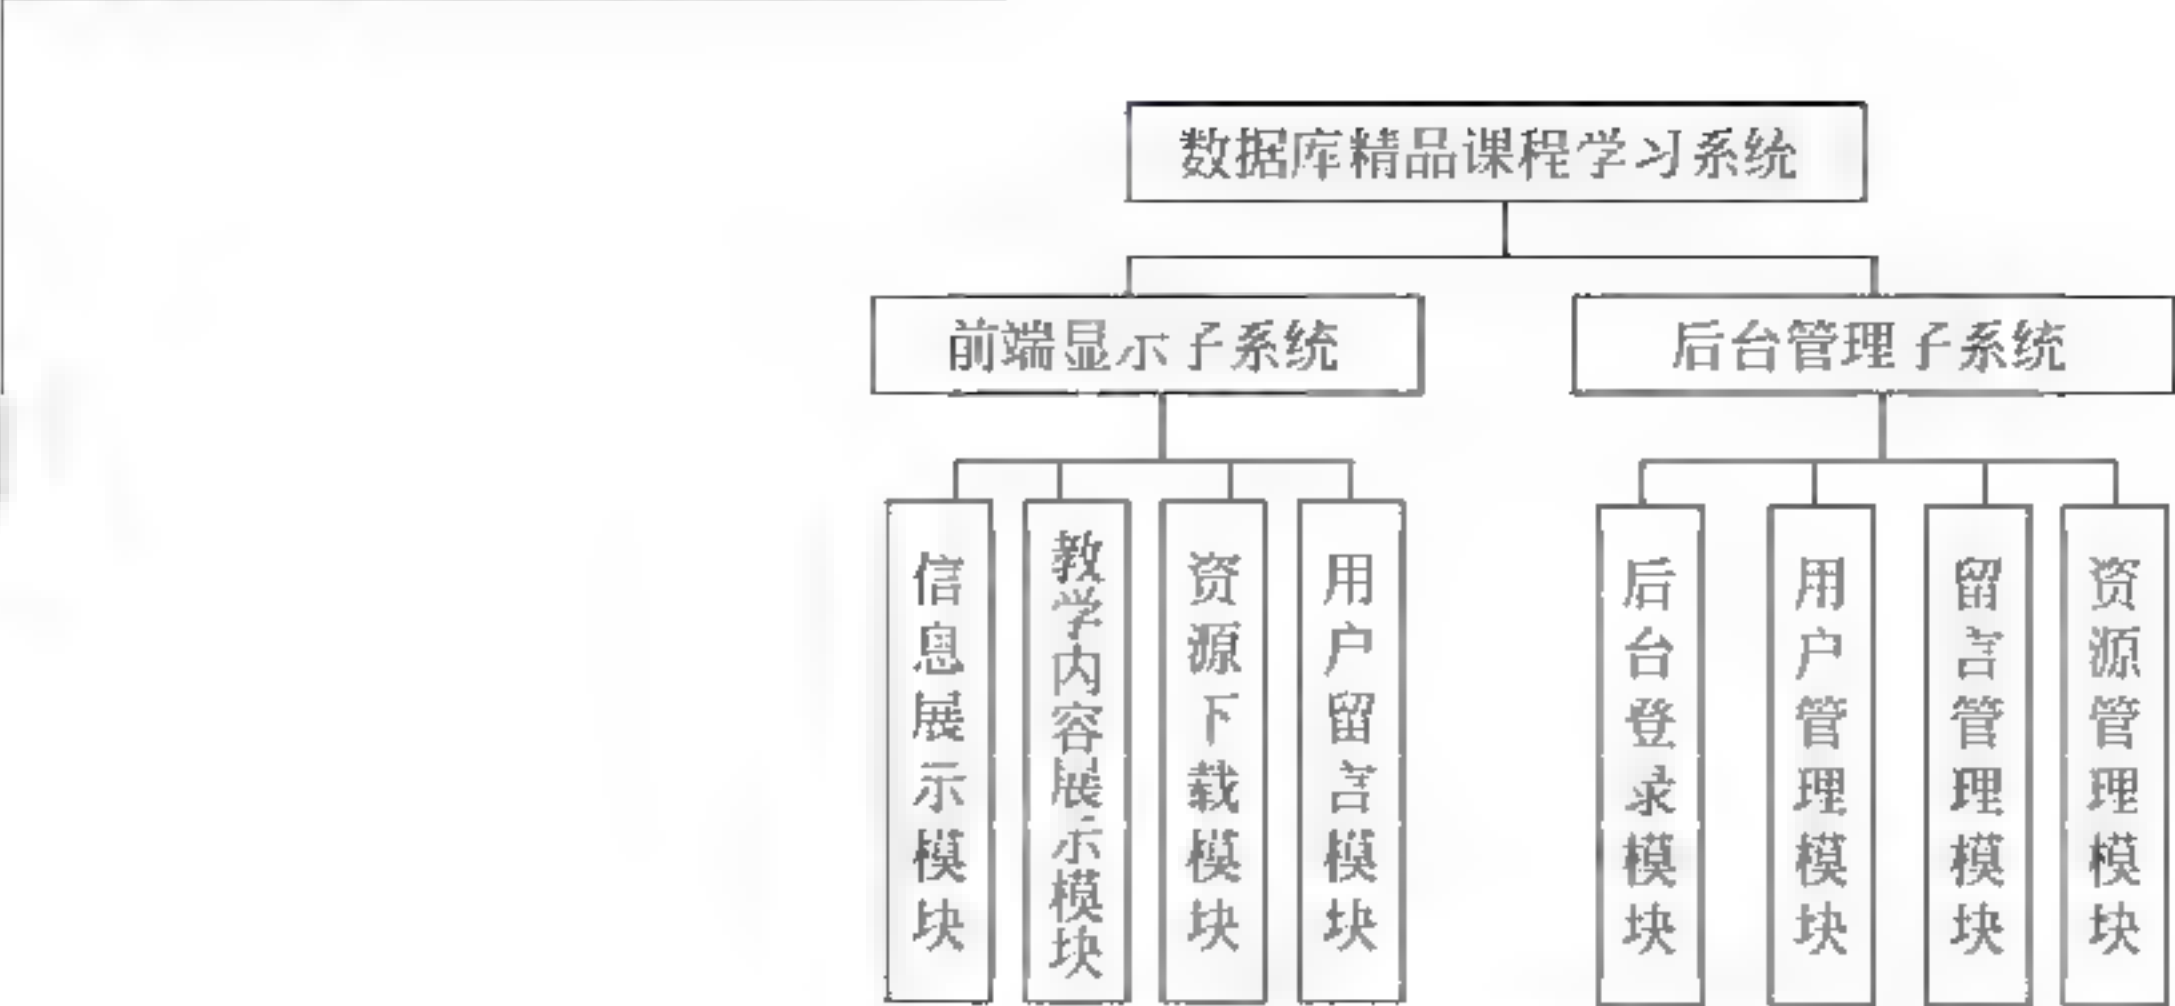 数据库精品课程学习系统
前端显示子系统
后台管理子系统
信息展示模块
教学内容展示模块
资源下载模块
用户留言模块
后台登录模块
用户管理模块
留言管理模块
资源管理模块